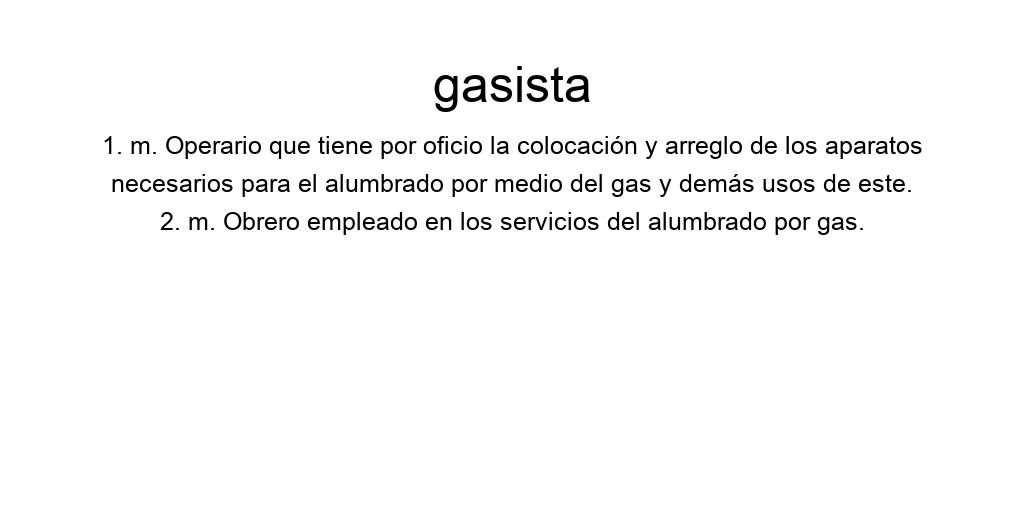 gasista
1. m. Operario que tiene por oficio la colocación y arreglo de los aparatos
necesarios para el alumbrado por medio del gas y demás usos de este.
2. m. Obrero empleado en los servicios del alumbrado por gas.